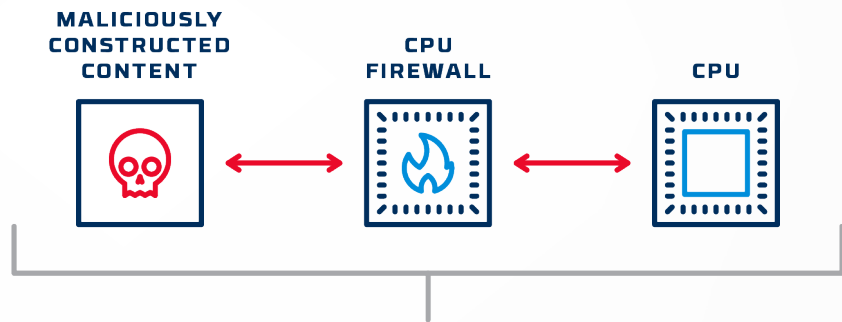 MALICIOUSLY
CONSTRUCTED
CONTENT
CPU
FIREWALL
CPU